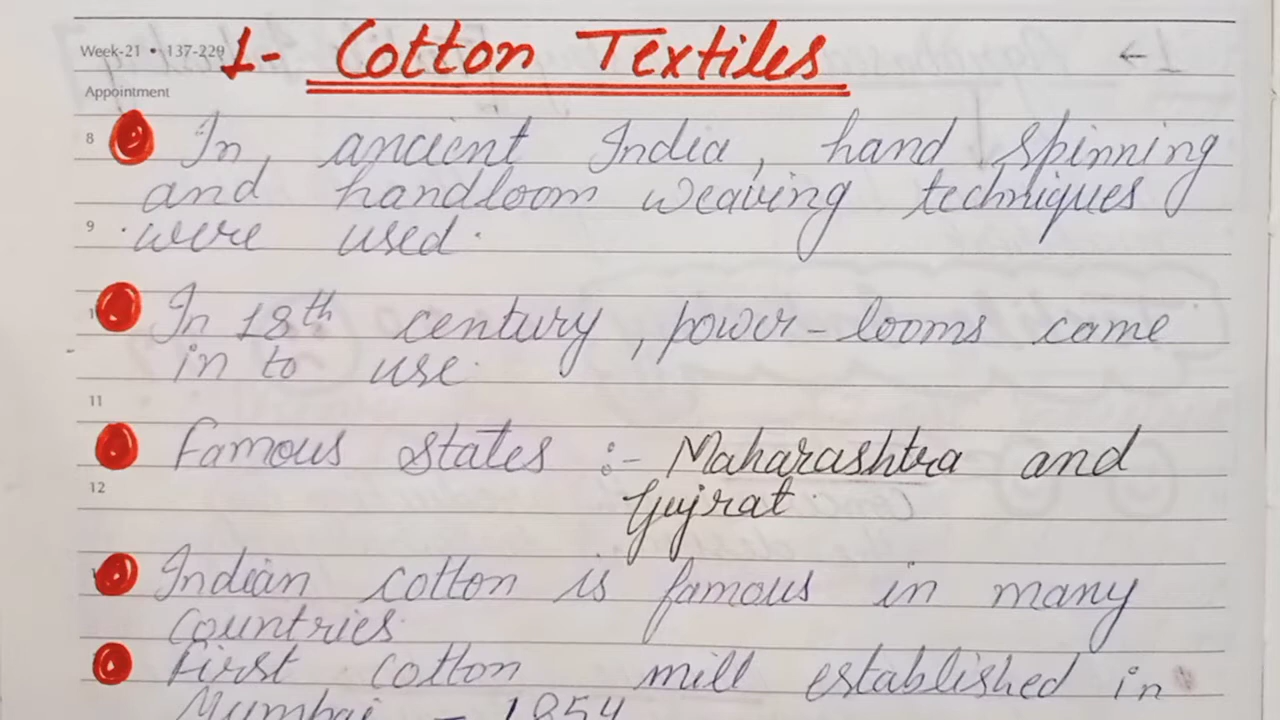 Week-21 • 137-229
1- Cotton Textiles
Appointment
8 In, ancient India, hand spinning
and handloom weaving techniques
9 were used.
In 18th century, power-looms came
in to use.
11
Famous States :- Maharashtra and
12 Gujrat.
Indian cotton is famous in many
countries.
First cotton mill established in
Mumbai - 1854